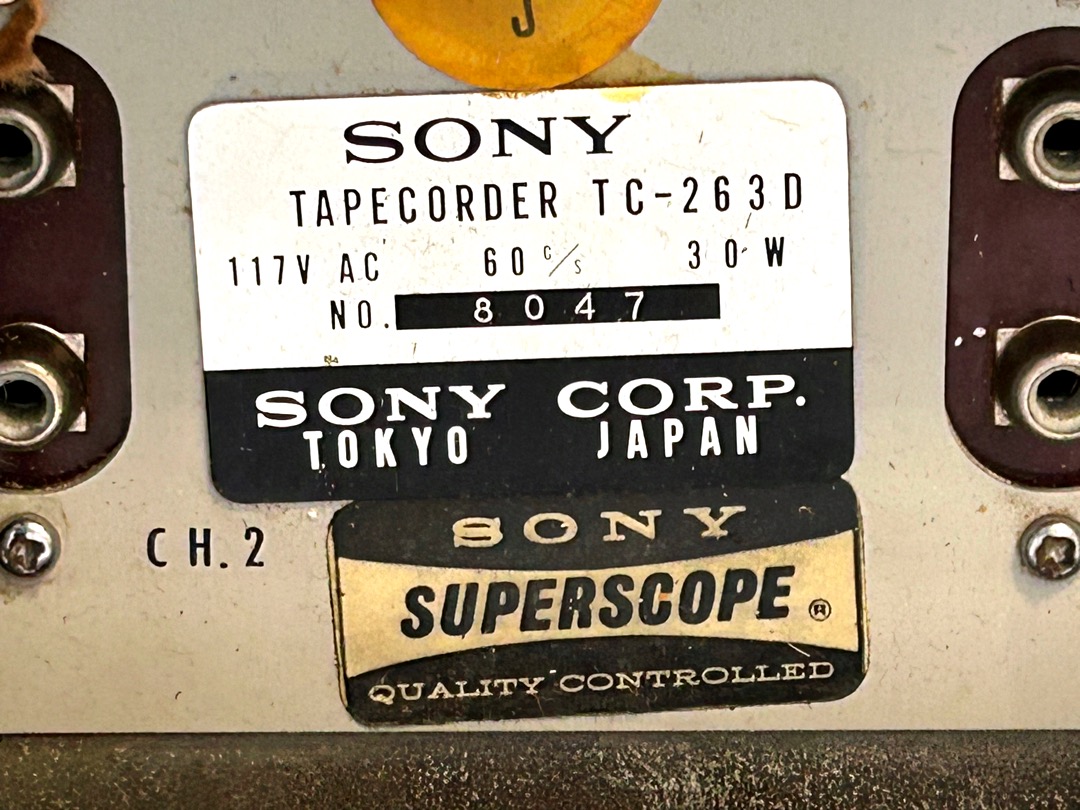 J
SONY
TAPECORDER TC-263D
117V AC 60 c/s 30 W
NO. 8047
SONY CORP.
TOKYO JAPAN
CH.2
SONY
SUPERSCOPE ®
QUALITY CONTROLLED